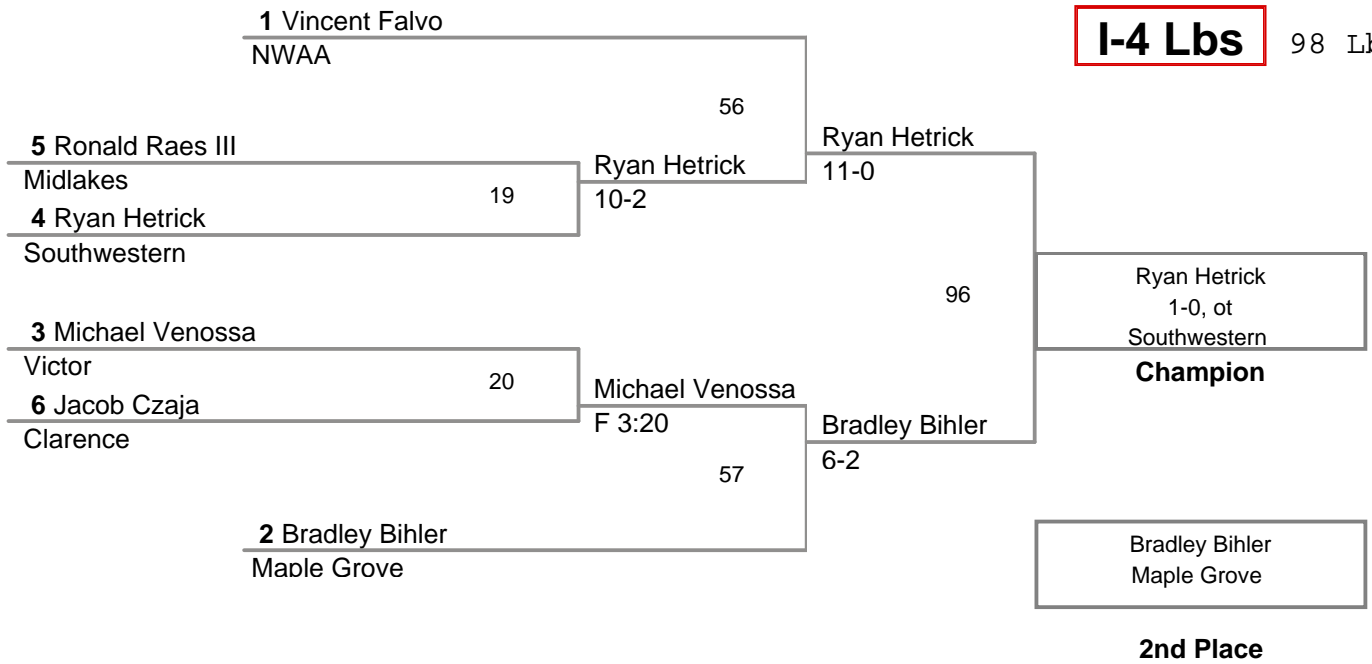 1 Vincent Falvo
NWAA
I-4 Lbs
98 Lb
56
5 Ronald Raes III
Midlakes
19
4 Ryan Hetrick
Southwestern
Ryan Hetrick
10-2
Ryan Hetrick
11-0
96
Ryan Hetrick
1-0, ot
Southwestern
Champion
3 Michael Venossa
Victor
20
6 Jacob Czaja
Clarence
Michael Venossa
F 3:20
Bradley Bihler
6-2
57
2 Bradley Bihler
Maple Grove
Bradley Bihler
Maple Grove
2nd Place